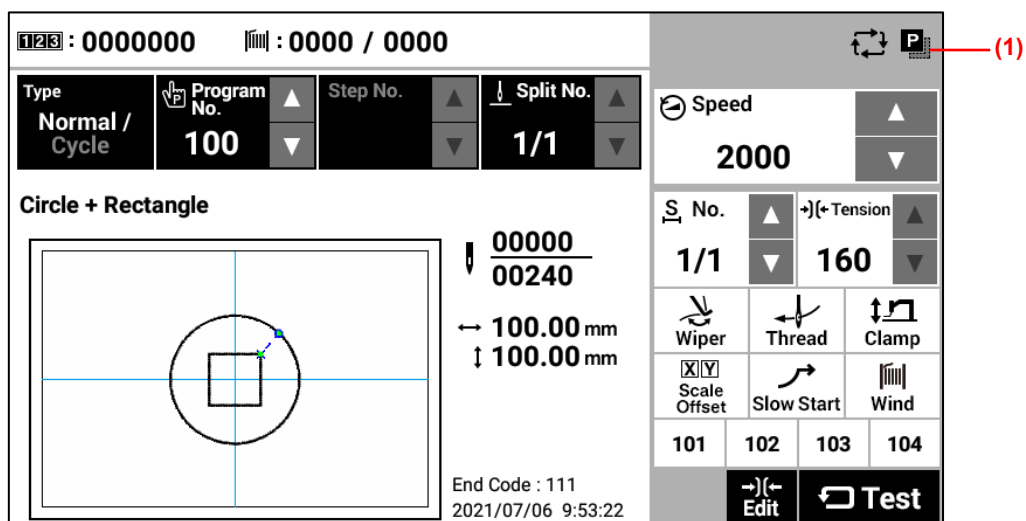 123 : 0000000 : 0000 / 0000
P
(1)
Type
Normal /
Cycle
P Program
No.
100
Step No.
Split No.
1/1
Speed
2000
Circle + Rectangle
00000
00240
100.00 mm
100.00 mm
S No.
1/1
Tension
160
Wiper
Thread
Clamp
XY
Scale
Offset
Slow Start
Wind
101 102 103 104
End Code : 111
2021/07/06 9:53:22
Edit
Test